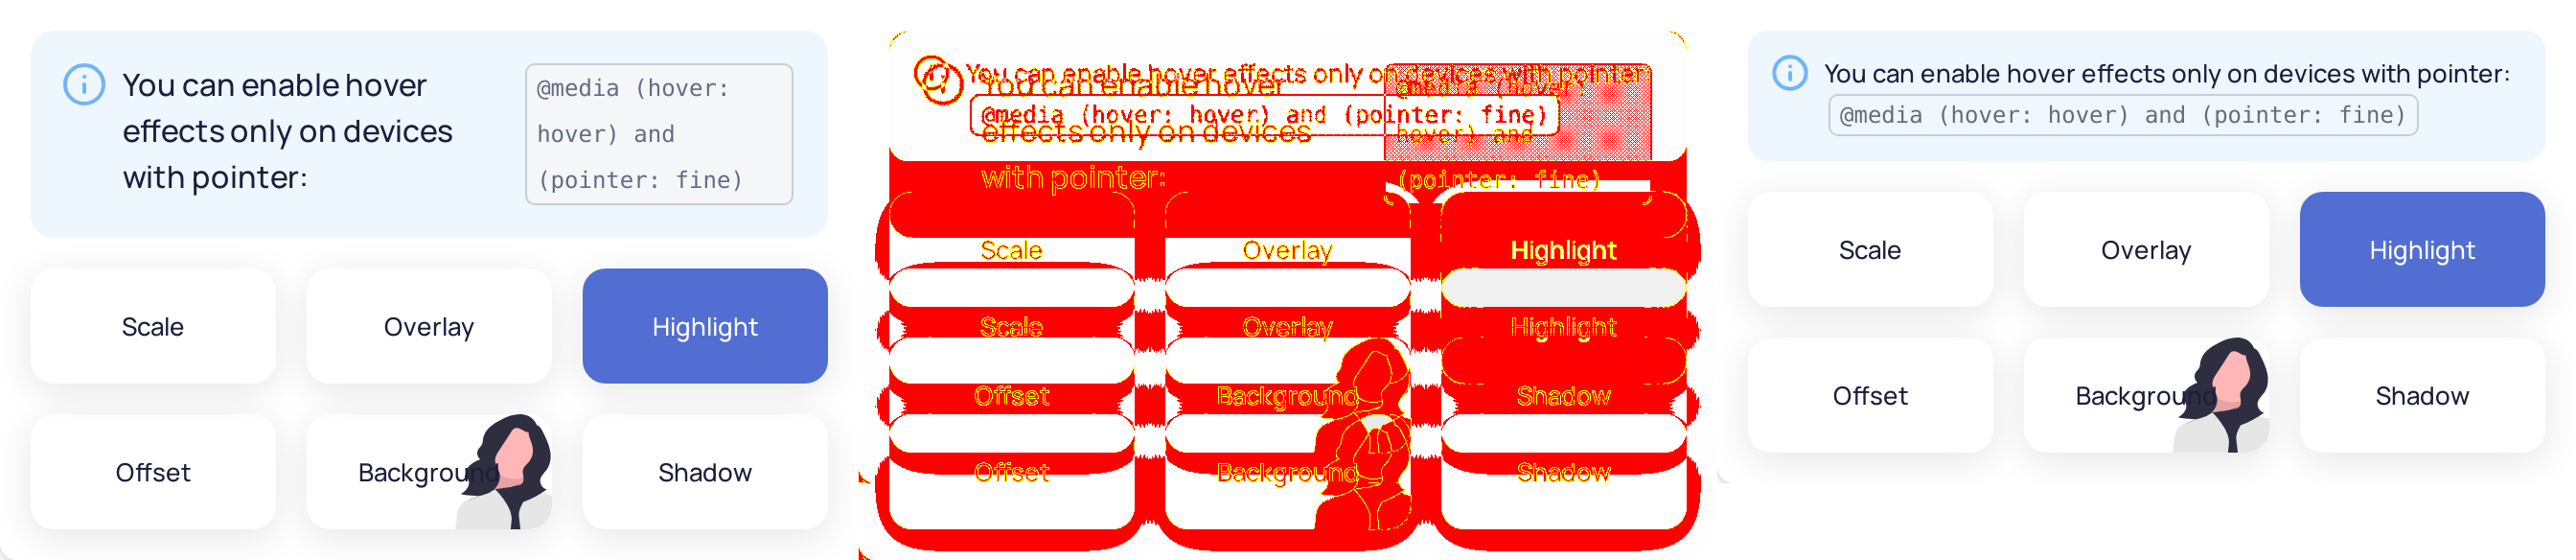 You can enable hover
effects only on devices
with pointer:
@media (hover:
hover) and
(pointer: fine)
Scale
Overlay
Highlight
Offset
Background
Shadow
You can enable hover effects only on devices with pointer:
@media (hover: hover) and (pointer: fine)
You can enable hover
effects only on devices
with pointer:
@media (hover:
hover) and
(pointer: fine)
Scale
Overlay
Highlight
Scale
Overlay
Highlight
Offset
Background
Shadow
Offset
Background
Shadow
You can enable hover effects only on devices with pointer:
@media (hover: hover) and (pointer: fine)
Scale
Overlay
Highlight
Offset
Background
Shadow